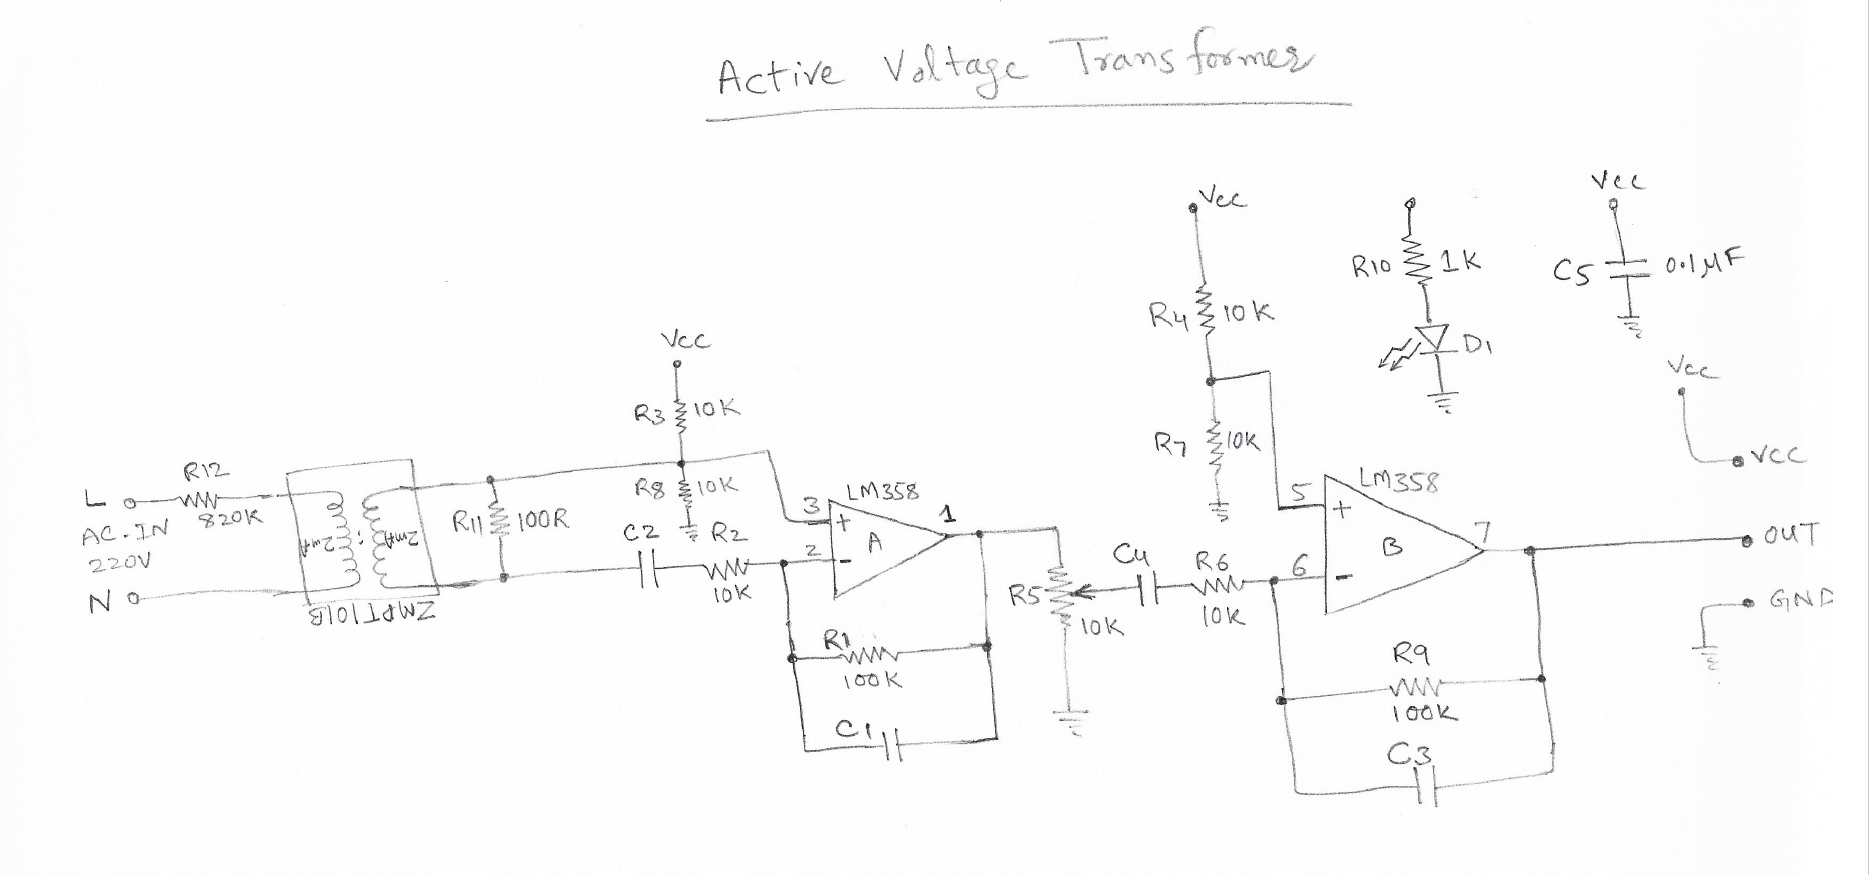 Active Voltage Transformer
Vcc
R4 10K
R7 10K
R10 1K
D1
Vcc
C5 0.1µF
Vcc
VCC
Vcc
R3 10K
R8 10K
R12
820K
L
AC.IN
220V
N
2mA : 2mA
ZMPT101B
R11 100R
C2 R2
10K
3 + LM358
2 - A 1
R1
100K
C1
R5
10K
C4 R6
10K
5 + LM358
6 - B 7
R9
100K
C3
OUT
GND